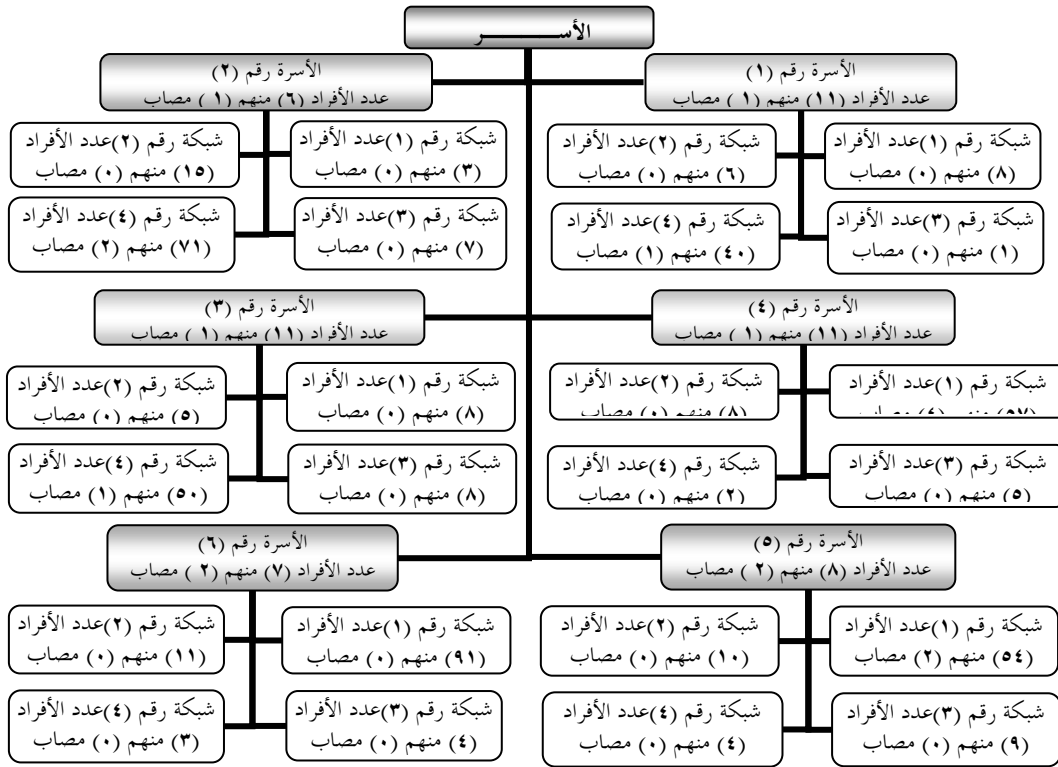 الأســــــــــر
الأسرة رقم (١)
عدد الأفراد (١١) منهم (١ ) مصاب
شبكة رقم (١)عدد الأفراد
(٨) منهم (٠) مصاب
شبكة رقم (٢)عدد الأفراد
(٦) منهم (٠) مصاب
شبكة رقم (٣)عدد الأفراد
(١) منهم (٠) مصاب
شبكة رقم (٤)عدد الأفراد
(٤٠) منهم (١) مصاب
الأسرة رقم (٢)
عدد الأفراد (٦) منهم (١ ) مصاب
شبكة رقم (١)عدد الأفراد
(٣) منهم (٠) مصاب
شبكة رقم (٢)عدد الأفراد
(١٥) منهم (٠) مصاب
شبكة رقم (٣)عدد الأفراد
(٧) منهم (٠) مصاب
شبكة رقم (٤)عدد الأفراد
(٧١) منهم (٢) مصاب
الأسرة رقم (٤)
عدد الأفراد (١١) منهم (١ ) مصاب
شبكة رقم (١)عدد الأفراد
(٥٧) منهم (٤) مصاب
شبكة رقم (٢)عدد الأفراد
(٨) منهم (٠) مصاب
شبكة رقم (٣)عدد الأفراد
(٥) منهم (٠) مصاب
شبكة رقم (٤)عدد الأفراد
(٢) منهم (٠) مصاب
الأسرة رقم (٣)
عدد الأفراد (١١) منهم (١ ) مصاب
شبكة رقم (١)عدد الأفراد
(٨) منهم (٠) مصاب
شبكة رقم (٢)عدد الأفراد
(٥) منهم (٠) مصاب
شبكة رقم (٣)عدد الأفراد
(٨) منهم (٠) مصاب
شبكة رقم (٤)عدد الأفراد
(٥٠) منهم (١) مصاب
الأسرة رقم (٥)
عدد الأفراد (٨) منهم (٢ ) مصاب
شبكة رقم (١)عدد الأفراد
(٥٤) منهم (٢) مصاب
شبكة رقم (٢)عدد الأفراد
(١٠) منهم (٠) مصاب
شبكة رقم (٣)عدد الأفراد
(٩) منهم (٠) مصاب
شبكة رقم (٤)عدد الأفراد
(٤) منهم (٠) مصاب
الأسرة رقم (٦)
عدد الأفراد (٧) منهم (٢ ) مصاب
شبكة رقم (١)عدد الأفراد
(٩١) منهم (٠) مصاب
شبكة رقم (٢)عدد الأفراد
(١١) منهم (٠) مصاب
شبكة رقم (٣)عدد الأفراد
(٤) منهم (٠) مصاب
شبكة رقم (٤)عدد الأفراد
(٣) منهم (٠) مصاب